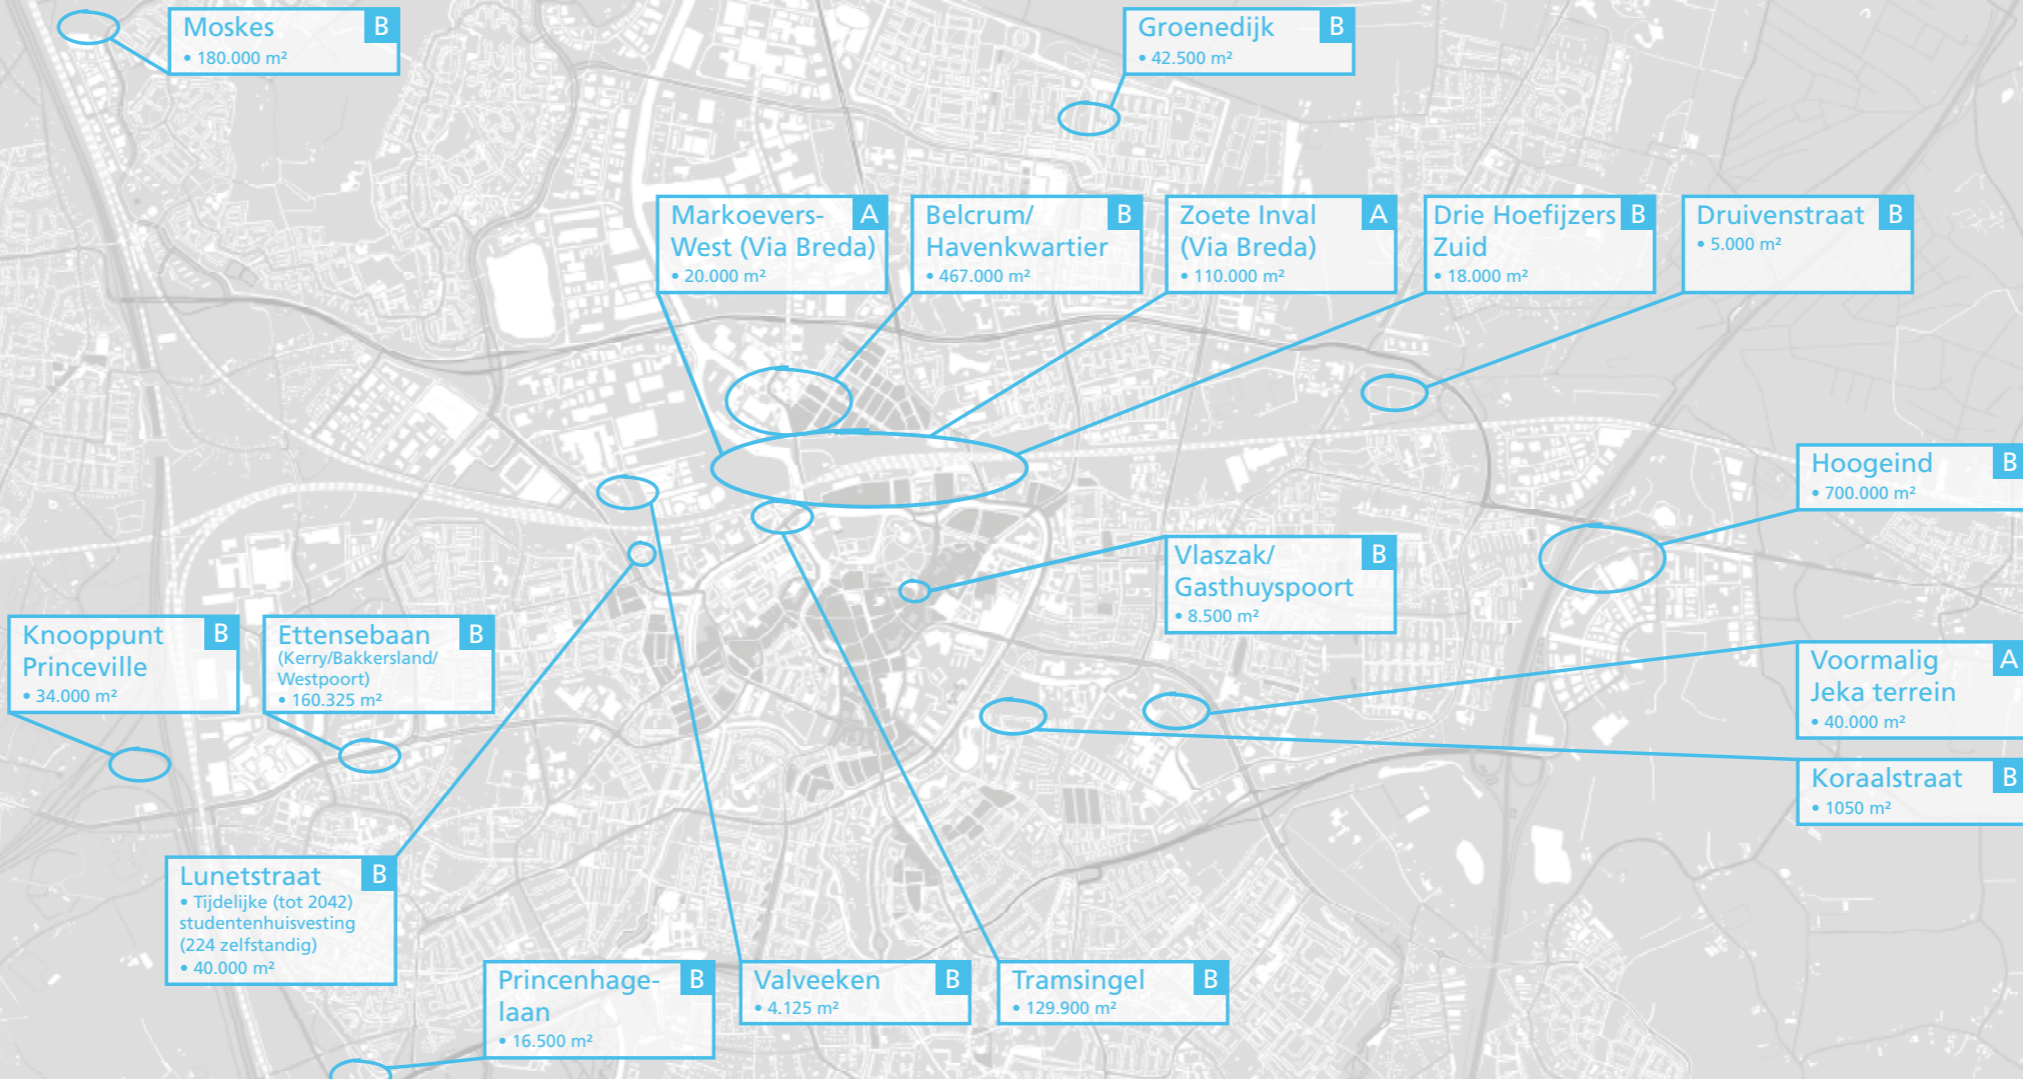 Moskes B
• 180.000 m²
Groenedijk B
• 42.500 m²
Markoevers- A
West (Via Breda)
• 20.000 m²
Belcrum/ B
Havenkwartier
• 467.000 m²
Zoete Inval A
(Via Breda)
• 110.000 m²
Drie Hoefijzers B
Zuid
• 18.000 m²
Druivenstraat B
• 5.000 m²
Hoogeind B
• 700.000 m²
Vlaszak/ B
Gasthuyspoort
• 8.500 m²
Knooppunt B
Princeville
• 34.000 m²
Ettensebaan B
(Kerry/Bakkersland/
Westpoort)
• 160.325 m²
Voormalig A
Jeka terrein
• 40.000 m²
Koraalstraat B
• 1050 m²
Lunetstraat B
• Tijdelijke (tot 2042)
studentenhuisvesting
(224 zelfstandig)
• 40.000 m²
Princenhage- B
laan
• 16.500 m²
Valveeken B
• 4.125 m²
Tramsingel B
• 129.900 m²